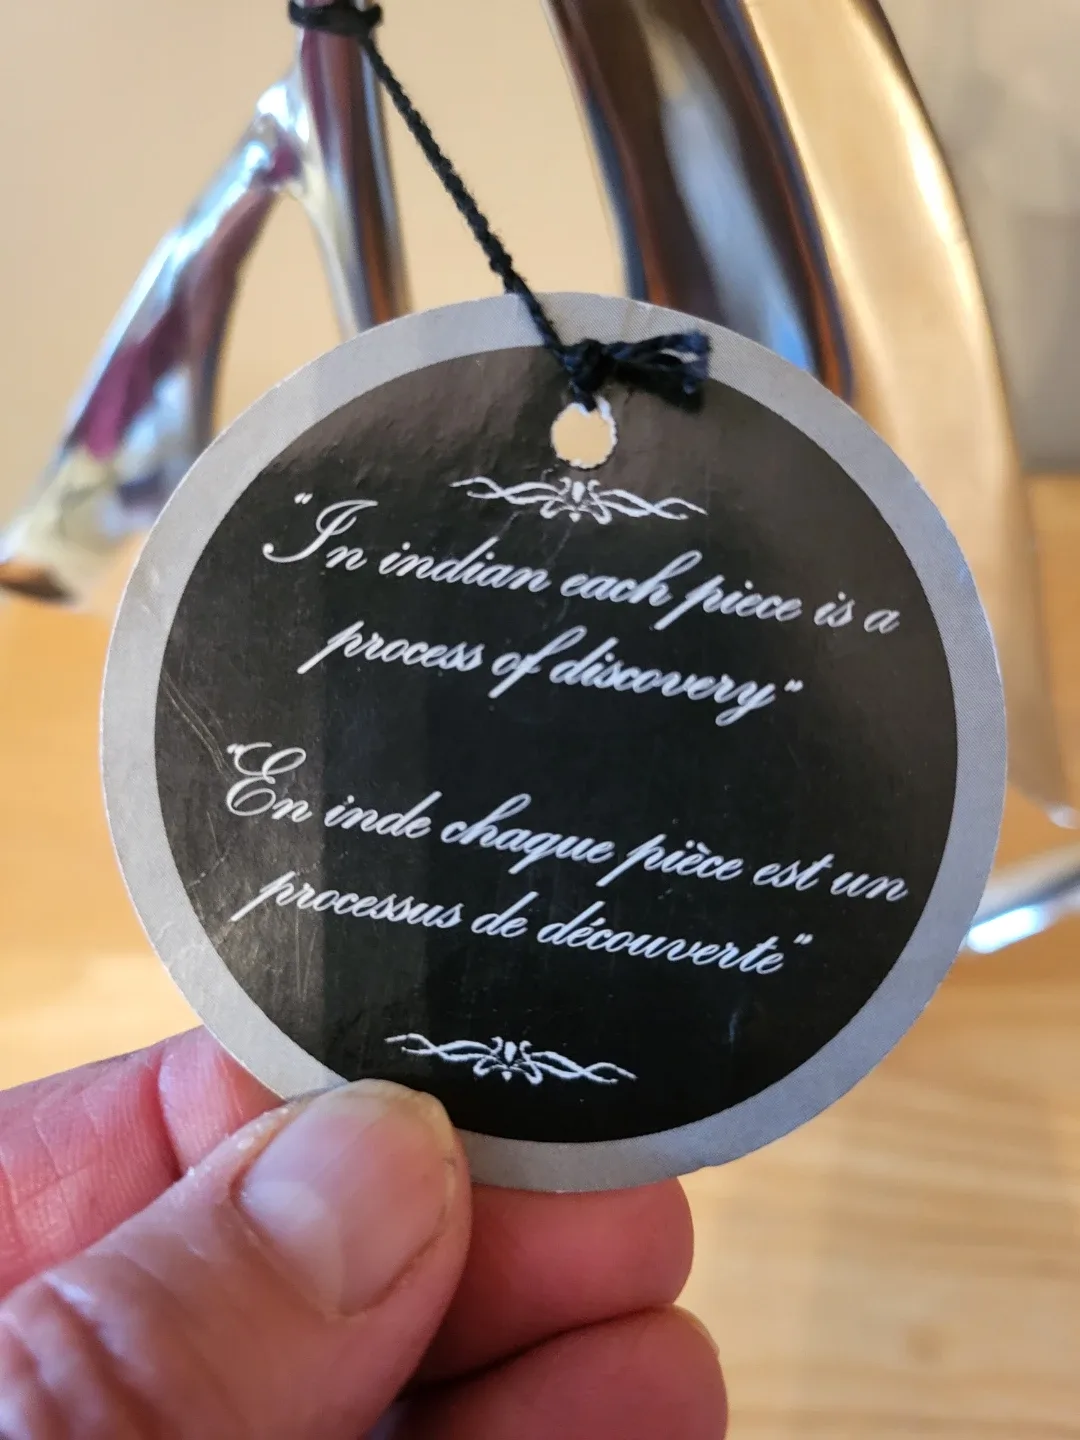 "In indian each piece is a
process of discovery"
"En inde chaque pièce est un
processus de découverte"